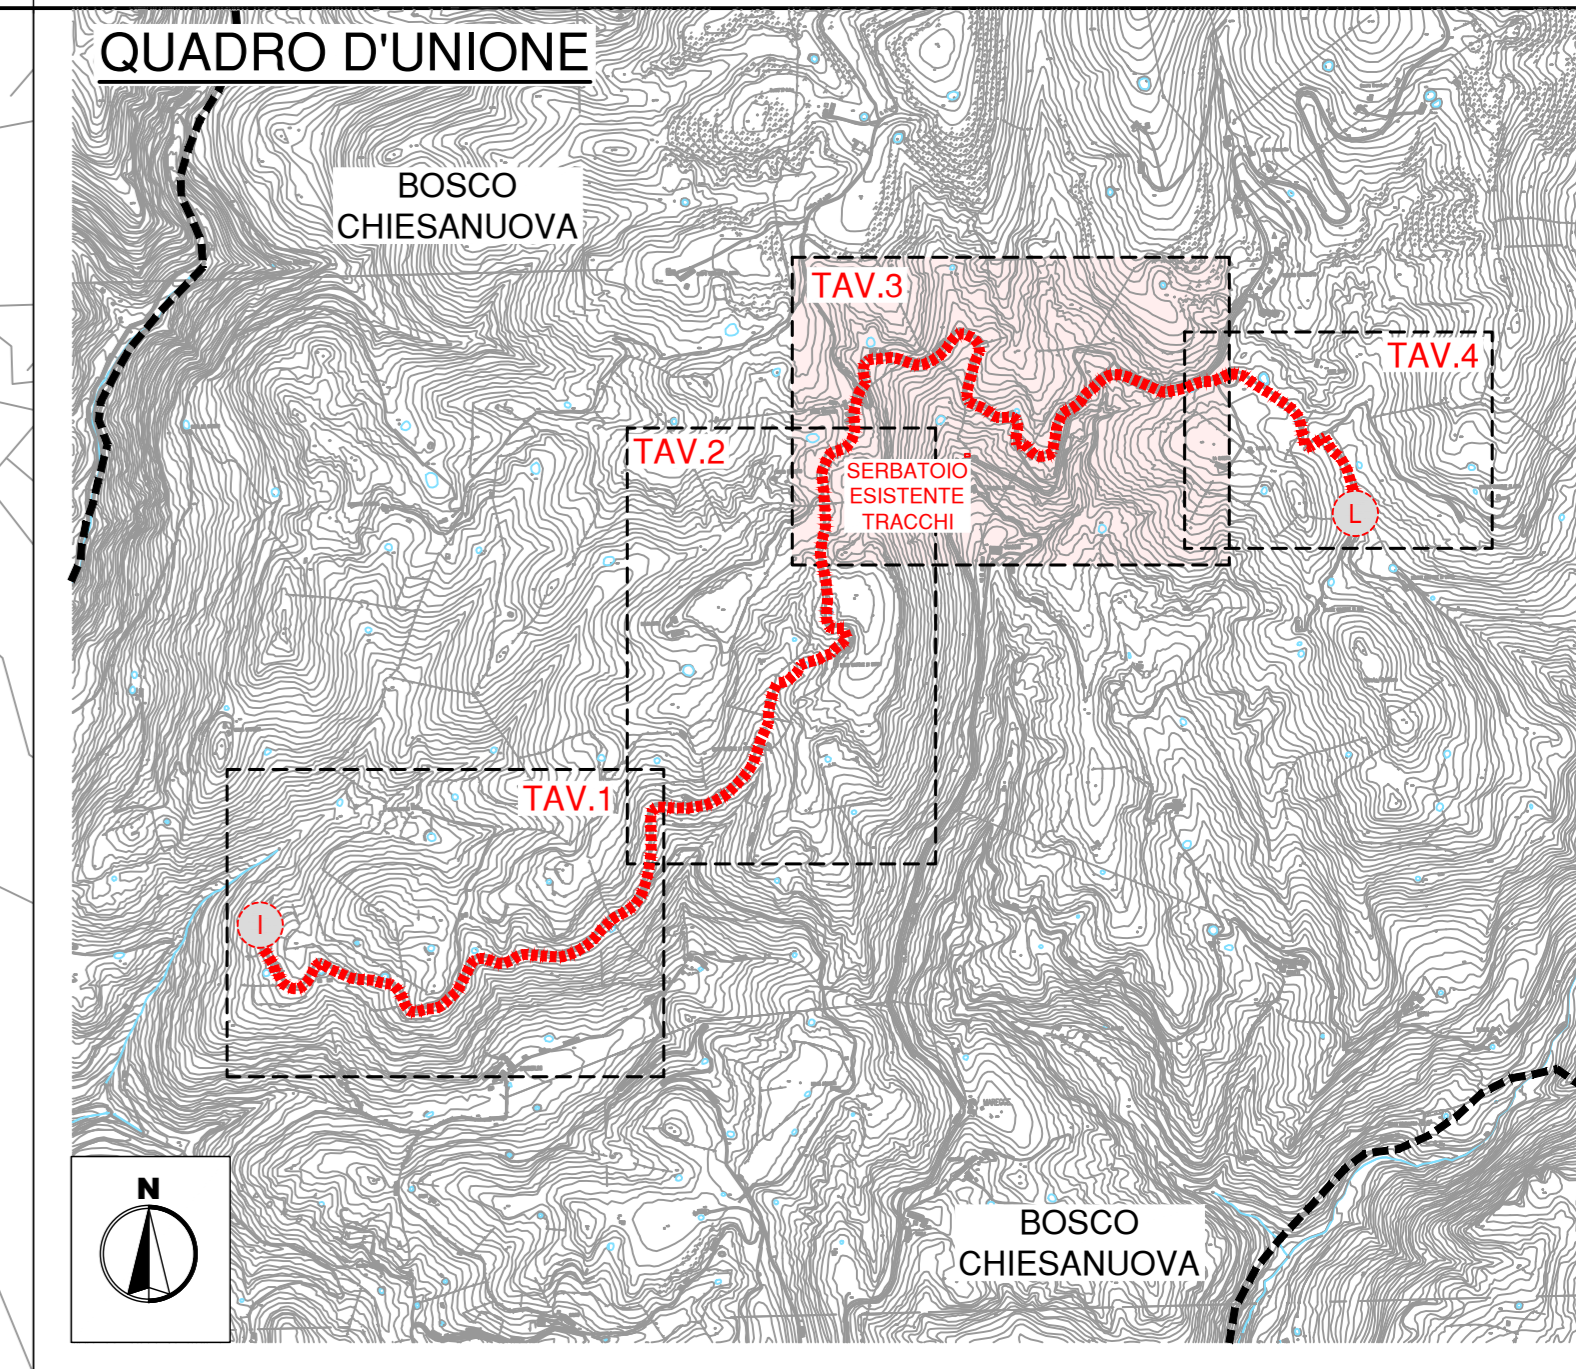 QUADRO D'UNIONE
BOSCO
CHIESANUOVA
TAV.3
TAV.4
TAV.2
SERBATOIO
ESISTENTE
TRACCHI
L
TAV.1
I
N
BOSCO
CHIESANUOVA